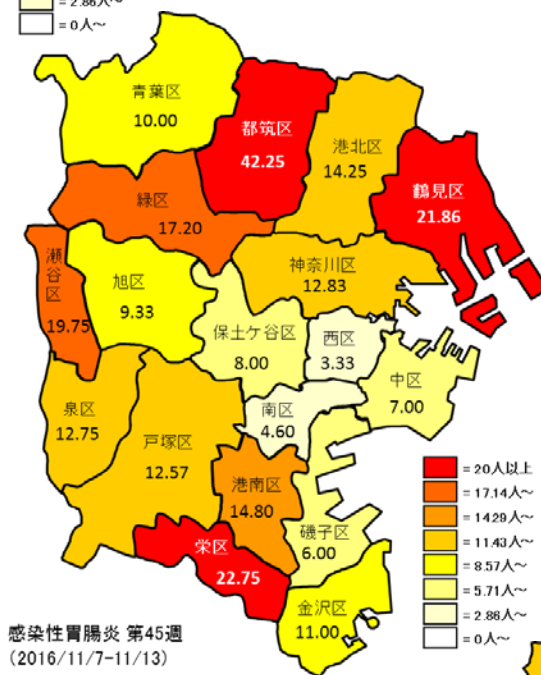 = 2.86人～
= 0人～
青葉区
10.00
都筑区
42.25
港北区
14.25
鶴見区
21.86
緑区
17.20
瀬谷区
19.75
旭区
9.33
神奈川区
12.83
保土ケ谷区
8.00
西区
3.33
中区
7.00
泉区
12.75
戸塚区
12.57
南区
4.60
港南区
14.80
磯子区
6.00
栄区
22.75
金沢区
11.00
= 20人以上
= 17.14人～
= 14.29人～
= 11.43人～
= 8.57人～
= 5.71人～
= 2.86人～
= 0人～
感染性胃腸炎 第45週
(2016/11/7-11/13)